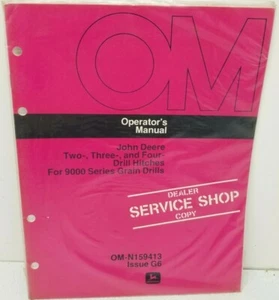 OM
Operator's
Manual
John Deere
Two-, Three-, and Four-
Drill Hitches
For 9000 Series Grain Drills
DEALER
SERVICE SHOP
COPY
OM-N159413
Issue G6